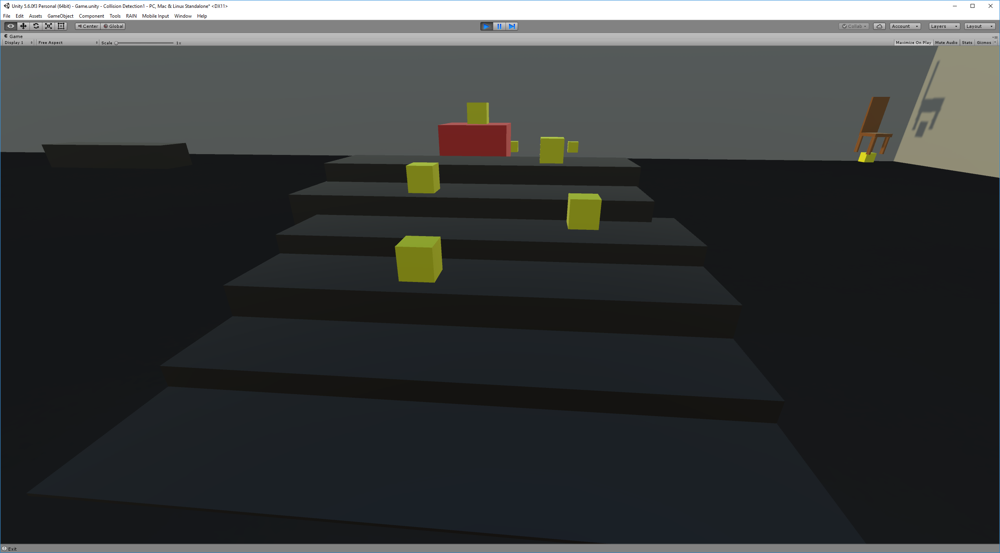 Unity 5.6.0f3 Personal (64bit) - Game.unity - Collision Detection1 - PC, Mac & Linux Standalone* <DX11>
File Edit Assets GameObject Component Tools RAIN Mobile Input Window Help
Center Global Collab Account Layers Layout
Game
Display 1 Free Aspect Scale 1x Maximize On Play Mute Audio Stats Gizmos
Exit